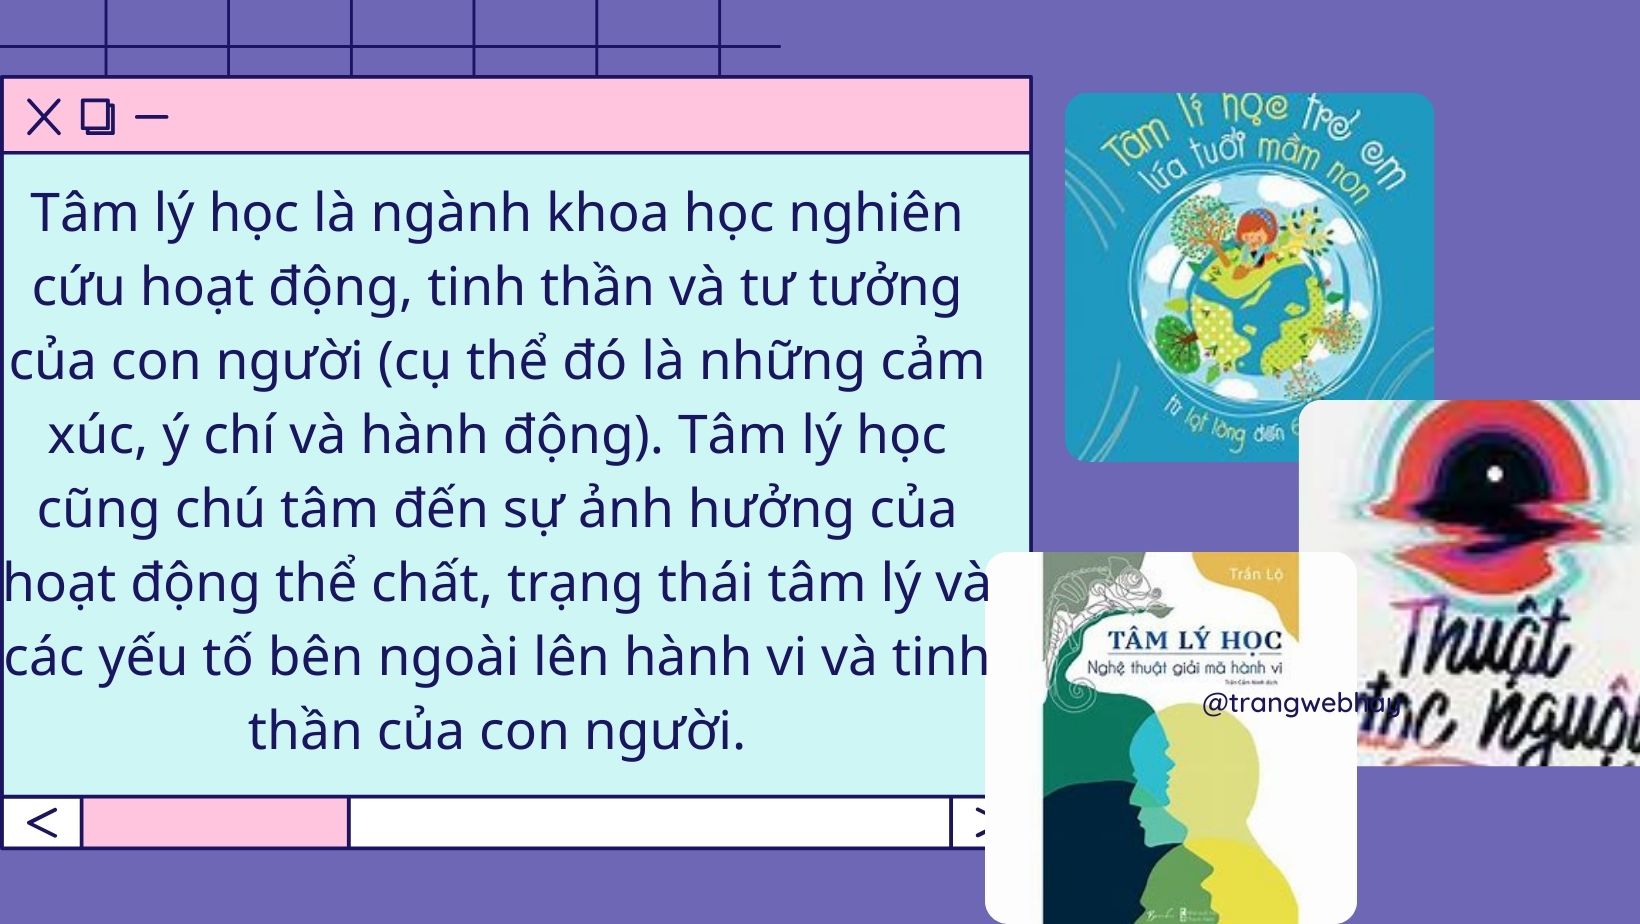 Tâm lý học là ngành khoa học nghiên
cứu hoạt động, tinh thần và tư tưởng
của con người (cụ thể đó là những cảm
xúc, ý chí và hành động). Tâm lý học
cũng chú tâm đến sự ảnh hưởng của
hoạt động thể chất, trạng thái tâm lý và
các yếu tố bên ngoài lên hành vi và tinh
thần của con người.
Tâm lí học trẻ em
lứa tuổi mầm non
từ lọt lòng đến 6
Thuật
đọc nguội
Trần Lộ
TÂM LÝ HỌC
Nghệ thuật giải mã hành vi
@trangwebhay